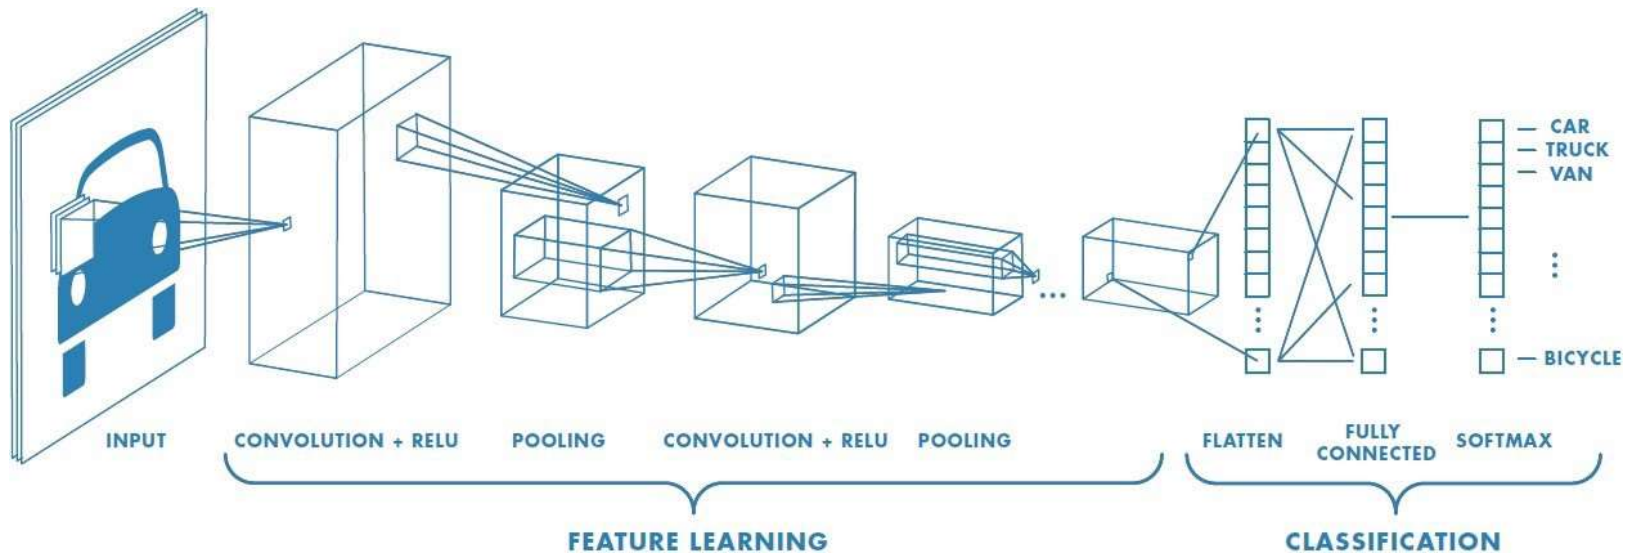 CAR
TRUCK
VAN
BICYCLE
INPUT
CONVOLUTION + RELU
POOLING
CONVOLUTION + RELU
POOLING
FLATTEN
FULLY
CONNECTED
SOFTMAX
FEATURE LEARNING
CLASSIFICATION